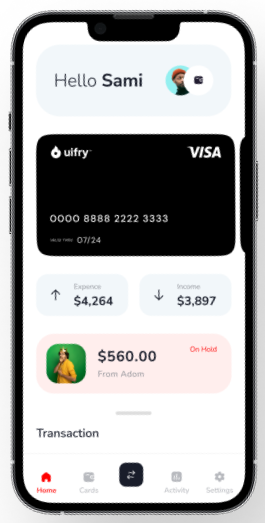 Hello Sami
uifry™
VISA
0000 8888 2222 3333
VALID THRU 07/24
Expence
$4,264
Income
$3,897
$560.00
From Adom
On Hold
Transaction
Home
Cards
Activity
Settings